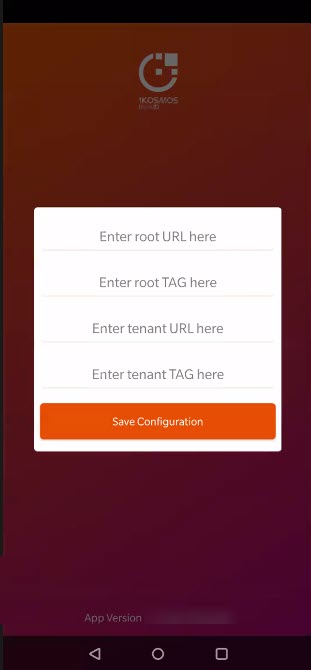 1KOSMOS
Enter root URL here
Enter root TAG here
Enter tenant URL here
Enter tenant TAG here
Save Configuration
App Version